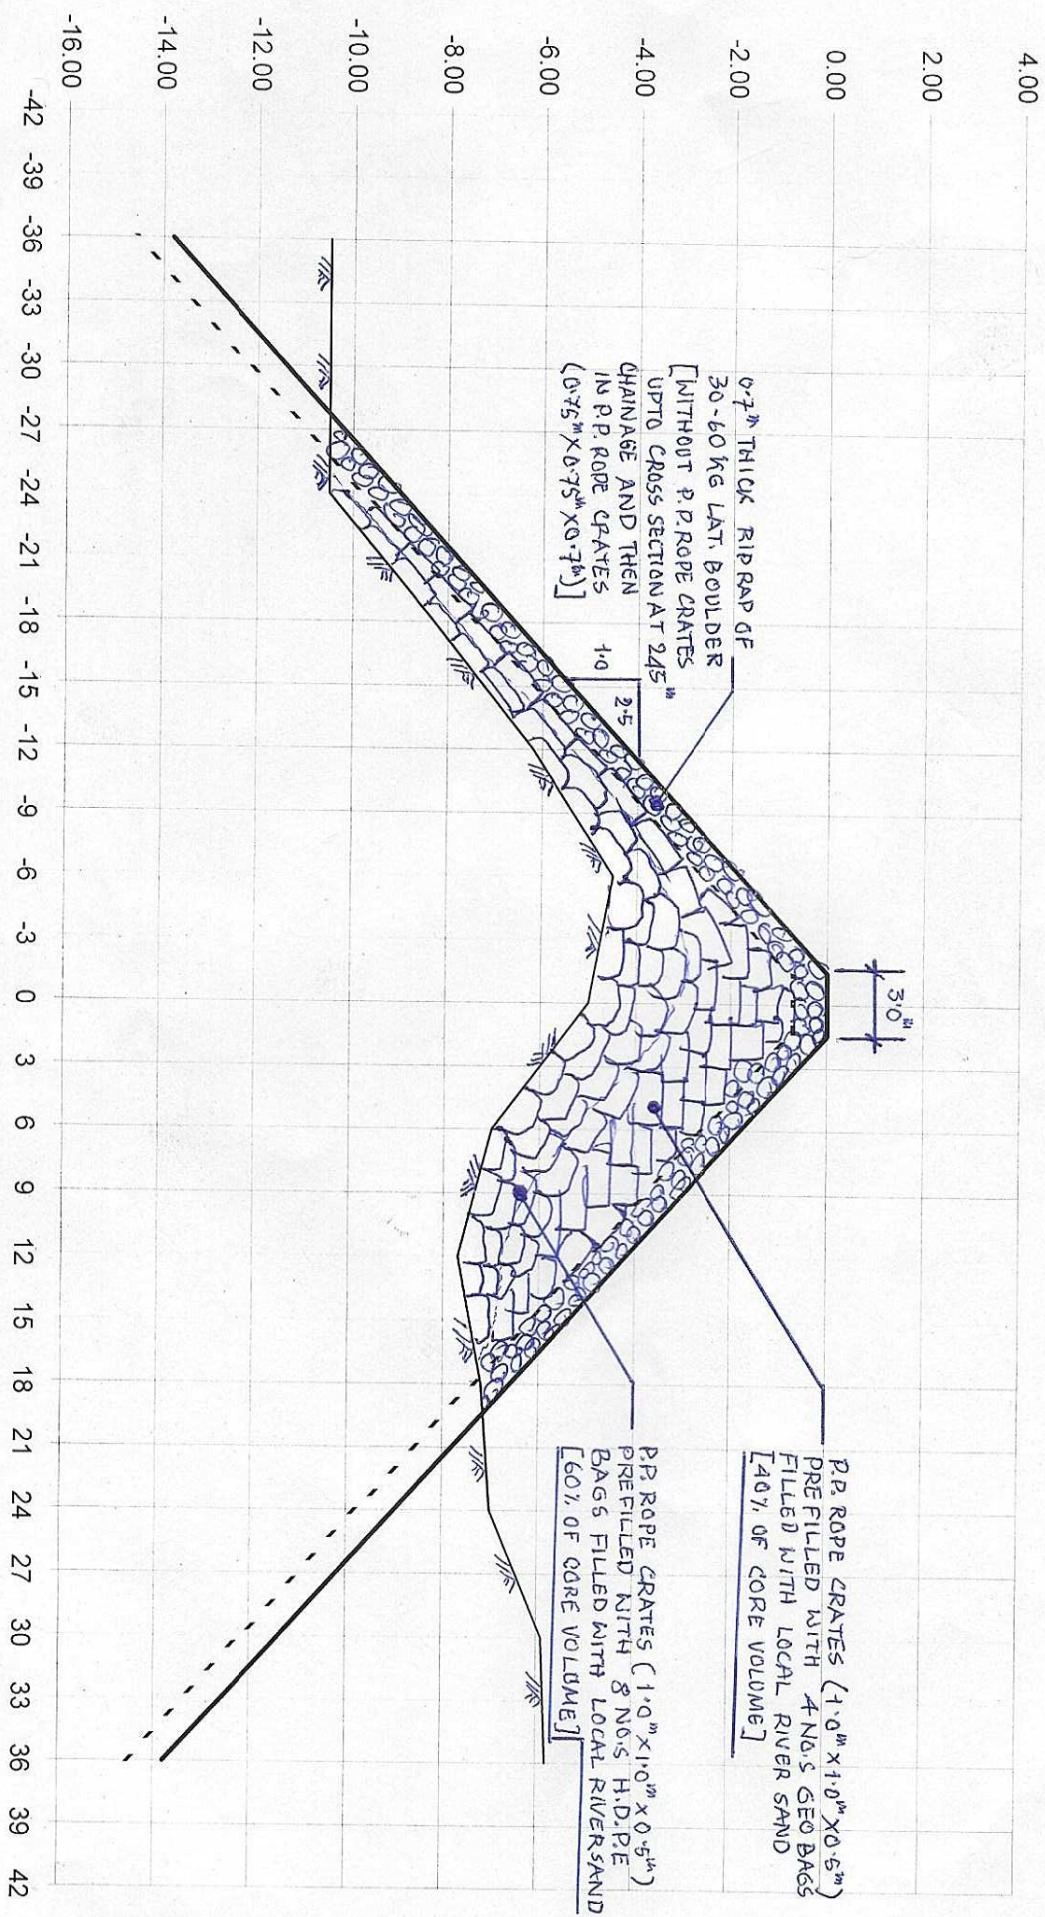 4.00
2.00
0.00
-2.00
-4.00
-6.00
-8.00
-10.00
-12.00
-14.00
-16.00
3.0m
0.7m THICK RIPRAP OF
30-60 KG LAT. BOULDER
[WITHOUT P.P. ROPE CRATES
UPTO CROSS SECTION AT 245m
CHAINAGE AND THEN
IN P.P. ROPE CRATES
(0.75m X 0.75m X 0.7m)]
2.5
1.0
P.P. ROPE CRATES (1.0m X 1.0m X 0.5m)
PREFILLED WITH 4 NO.S GEO BAGS
FILLED WITH LOCAL RIVER SAND
[40% OF CORE VOLUME]
P.P. ROPE CRATES (1.0m X 1.0m X 0.5m)
PREFILLED WITH 8 NO.S H.D.P.E
BAGS FILLED WITH LOCAL RIVERSAND
[60% OF CORE VOLUME]
-42 -39 -36 -33 -30 -27 -24 -21 -18 -15 -12 -9 -6 -3 0 3 6 9 12 15 18 21 24 27 30 33 36 39 42